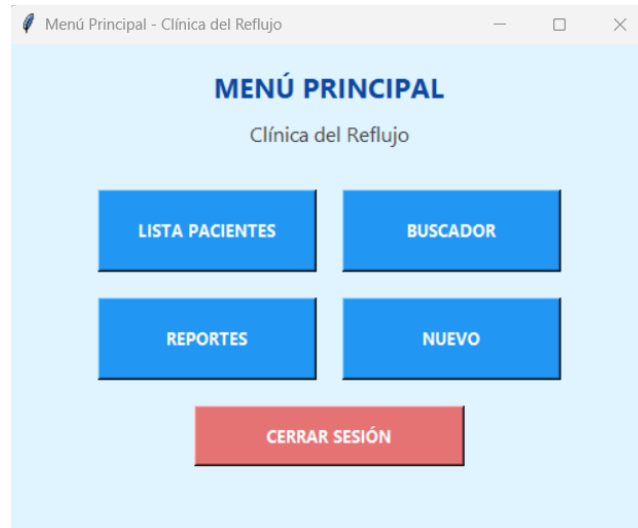 Menú Principal - Clínica del Reflujo
MENÚ PRINCIPAL
Clínica del Reflujo
LISTA PACIENTES
BUSCADOR
REPORTES
NUEVO
CERRAR SESIÓN